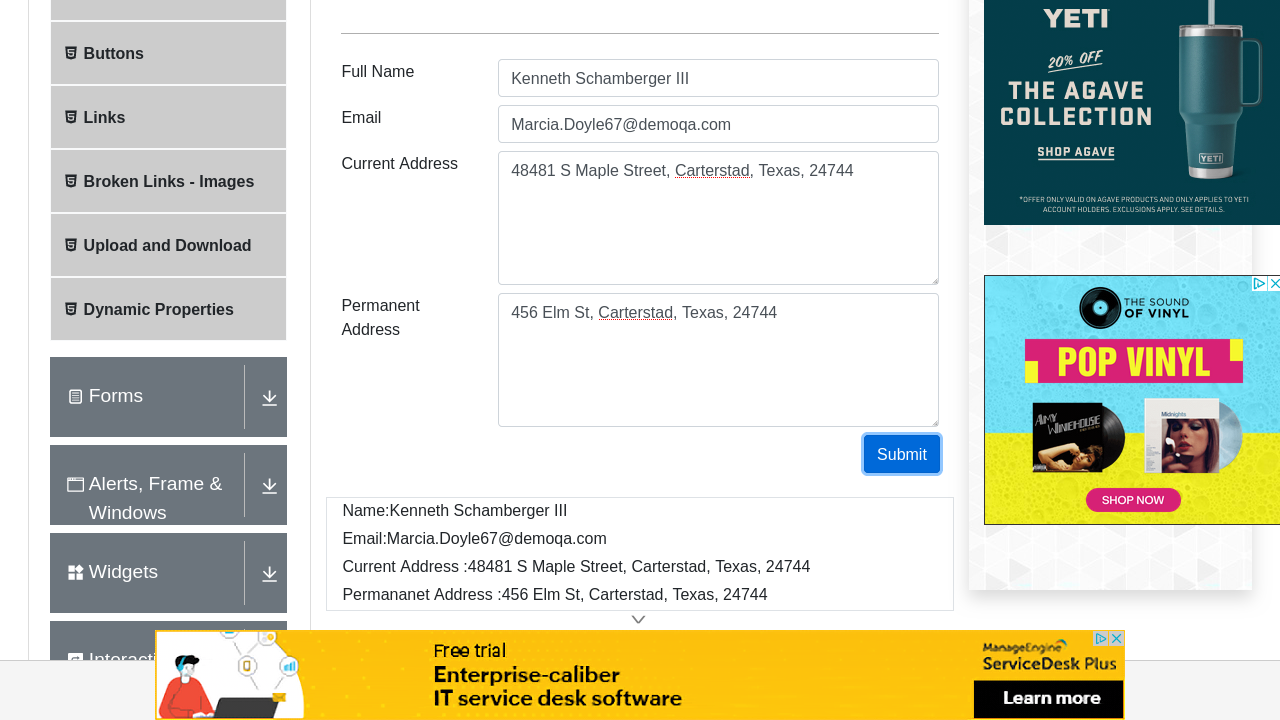 Buttons
Links
Broken Links - Images
Upload and Download
Dynamic Properties
Forms
Alerts, Frame &
Windows
Widgets
Full Name
Kenneth Schamberger III
Email
Marcia.Doyle67@demoqa.com
Current Address
48481 S Maple Street, Carterstad, Texas, 24744
Permanent
Address
456 Elm St, Carterstad, Texas, 24744
Submit
Name:Kenneth Schamberger III
Email:Marcia.Doyle67@demoqa.com
Current Address :48481 S Maple Street, Carterstad, Texas, 24744
Permananet Address :456 Elm St, Carterstad, Texas, 24744
YETI
20% OFF
THE AGAVE
COLLECTION
SHOP AGAVE
YETI
*OFFER ONLY VALID ON AGAVE PRODUCTS AND ONLY APPLIES TO YETI
ACCOUNT HOLDERS. EXCLUSIONS APPLY. SEE DETAILS.
THE SOUND
OF VINYL
POP VINYL
AMY
WINEHOUSE
Midnights
SHOP NOW
Free trial
Enterprise-caliber
IT service desk software
ManageEngine
ServiceDesk Plus
Learn more